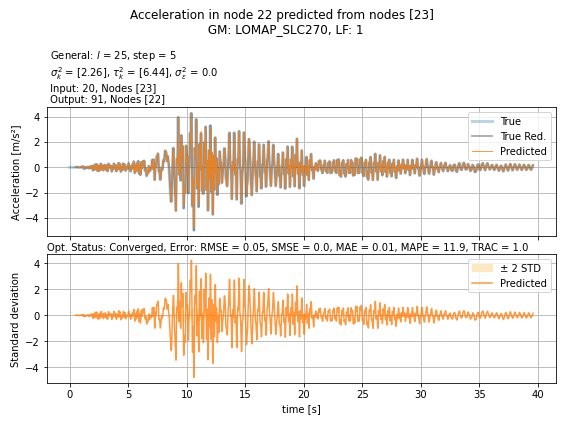 Acceleration in node 22 predicted from nodes [23]
GM: LOMAP_SLC270, LF: 1
General: l = 25, step = 5
σ²ₖ = [2.26], τ²ₖ = [6.44], σ²_ε = 0.0
Input: 20, Nodes [23]
Output: 91, Nodes [22]
Acceleration [m/s²]
4
2
0
−2
−4
True
True Red.
Predicted
Opt. Status: Converged, Error: RMSE = 0.05, SMSE = 0.0, MAE = 0.01, MAPE = 11.9, TRAC = 1.0
Standard deviation
4
2
0
−2
−4
± 2 STD
Predicted
0 5 10 15 20 25 30 35 40
time [s]